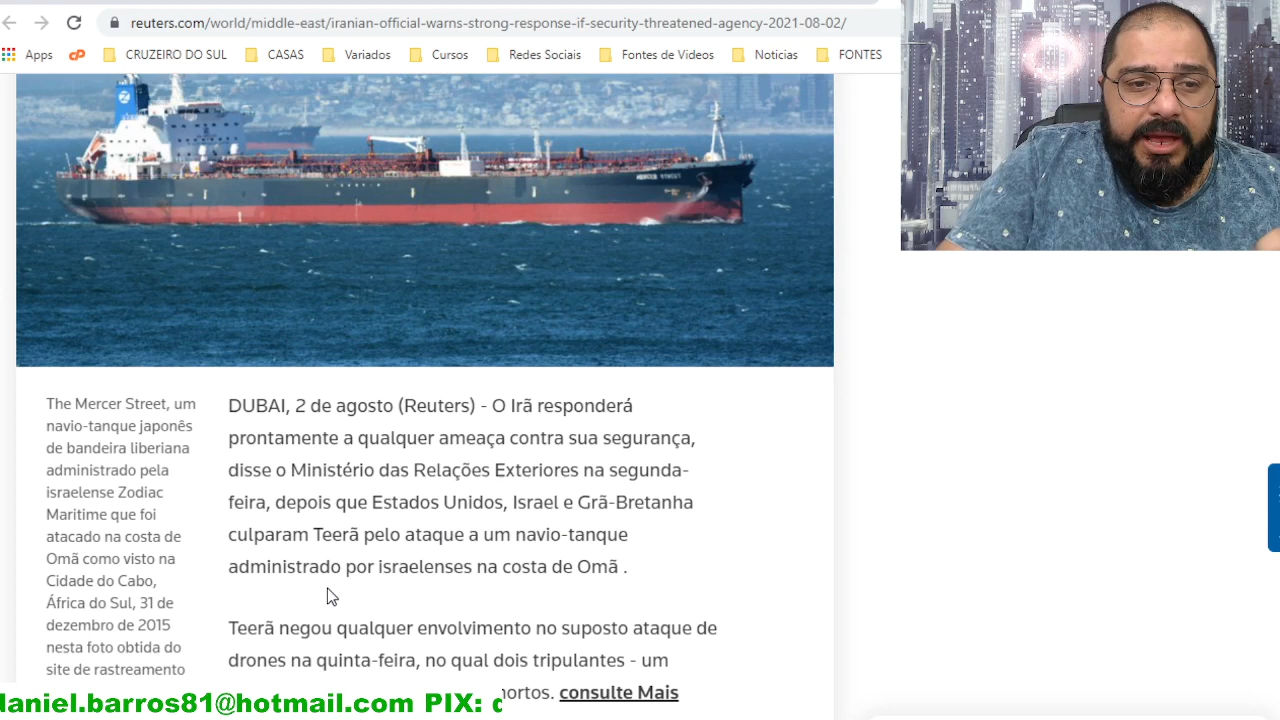 reuters.com/world/middle-east/iranian-official-warns-strong-response-if-security-threatened-agency-2021-08-02/
Apps CRUZEIRO DO SUL CASAS Variados Cursos Redes Sociais Fontes de Videos Noticias FONTES
MERCER STREET
The Mercer Street, um
navio-tanque japonês
de bandeira liberiana
administrado pela
israelense Zodiac
Maritime que foi
atacado na costa de
Omã como visto na
Cidade do Cabo,
África do Sul, 31 de
dezembro de 2015
nesta foto obtida do
site de rastreamento
DUBAI, 2 de agosto (Reuters) - O Irã responderá
prontamente a qualquer ameaça contra sua segurança,
disse o Ministério das Relações Exteriores na segunda-
feira, depois que Estados Unidos, Israel e Grã-Bretanha
culparam Teerã pelo ataque a um navio-tanque
administrado por israelenses na costa de Omã .
Teerã negou qualquer envolvimento no suposto ataque de
drones na quinta-feira, no qual dois tripulantes - um
mortos. consulte Mais
daniel.barros81@hotmail.com PIX: d